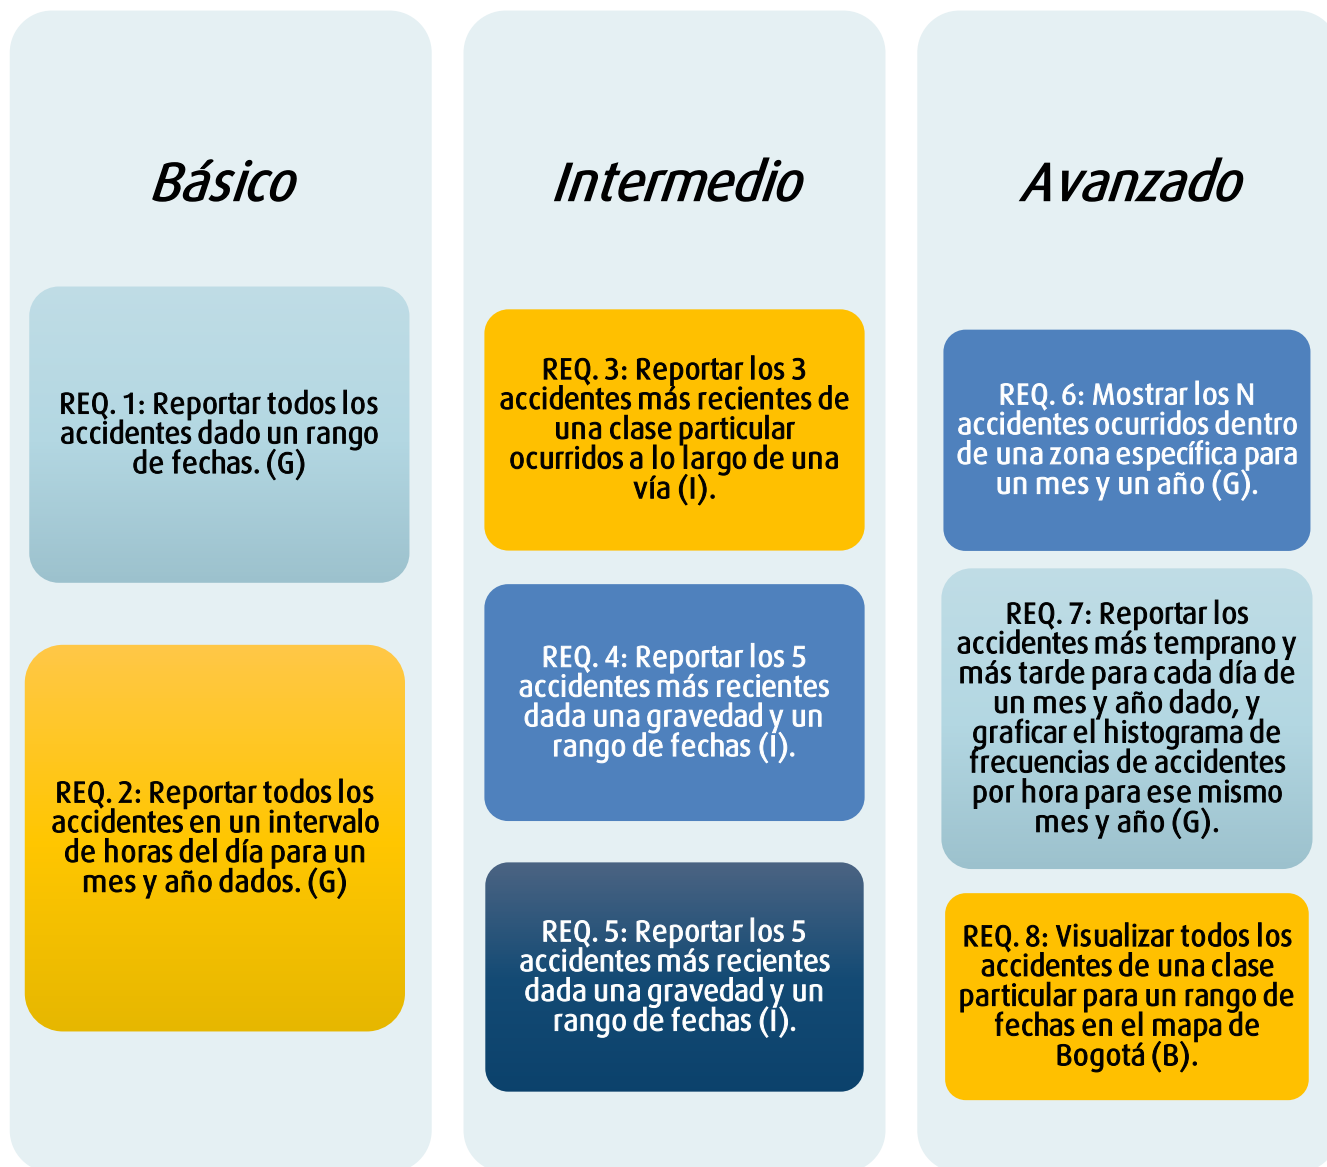 Básico
REQ. 1: Reportar todos los
accidentes dado un rango
de fechas. (G)
REQ. 2: Reportar todos los
accidentes en un intervalo
de horas del día para un
mes y año dados. (G)
Intermedio
REQ. 3: Reportar los 3
accidentes más recientes de
una clase particular
ocurridos a lo largo de una
vía (I).
REQ. 4: Reportar los 5
accidentes más recientes
dada una gravedad y un
rango de fechas (I).
REQ. 5: Reportar los 5
accidentes más recientes
dada una gravedad y un
rango de fechas (I).
Avanzado
REQ. 6: Mostrar los N
accidentes ocurridos dentro
de una zona específica para
un mes y un año (G).
REQ. 7: Reportar los
accidentes más temprano y
más tarde para cada día de
un mes y año dado, y
graficar el histograma de
frecuencias de accidentes
por hora para ese mismo
mes y año (G).
REQ. 8: Visualizar todos los
accidentes de una clase
particular para un rango de
fechas en el mapa de
Bogotá (B).